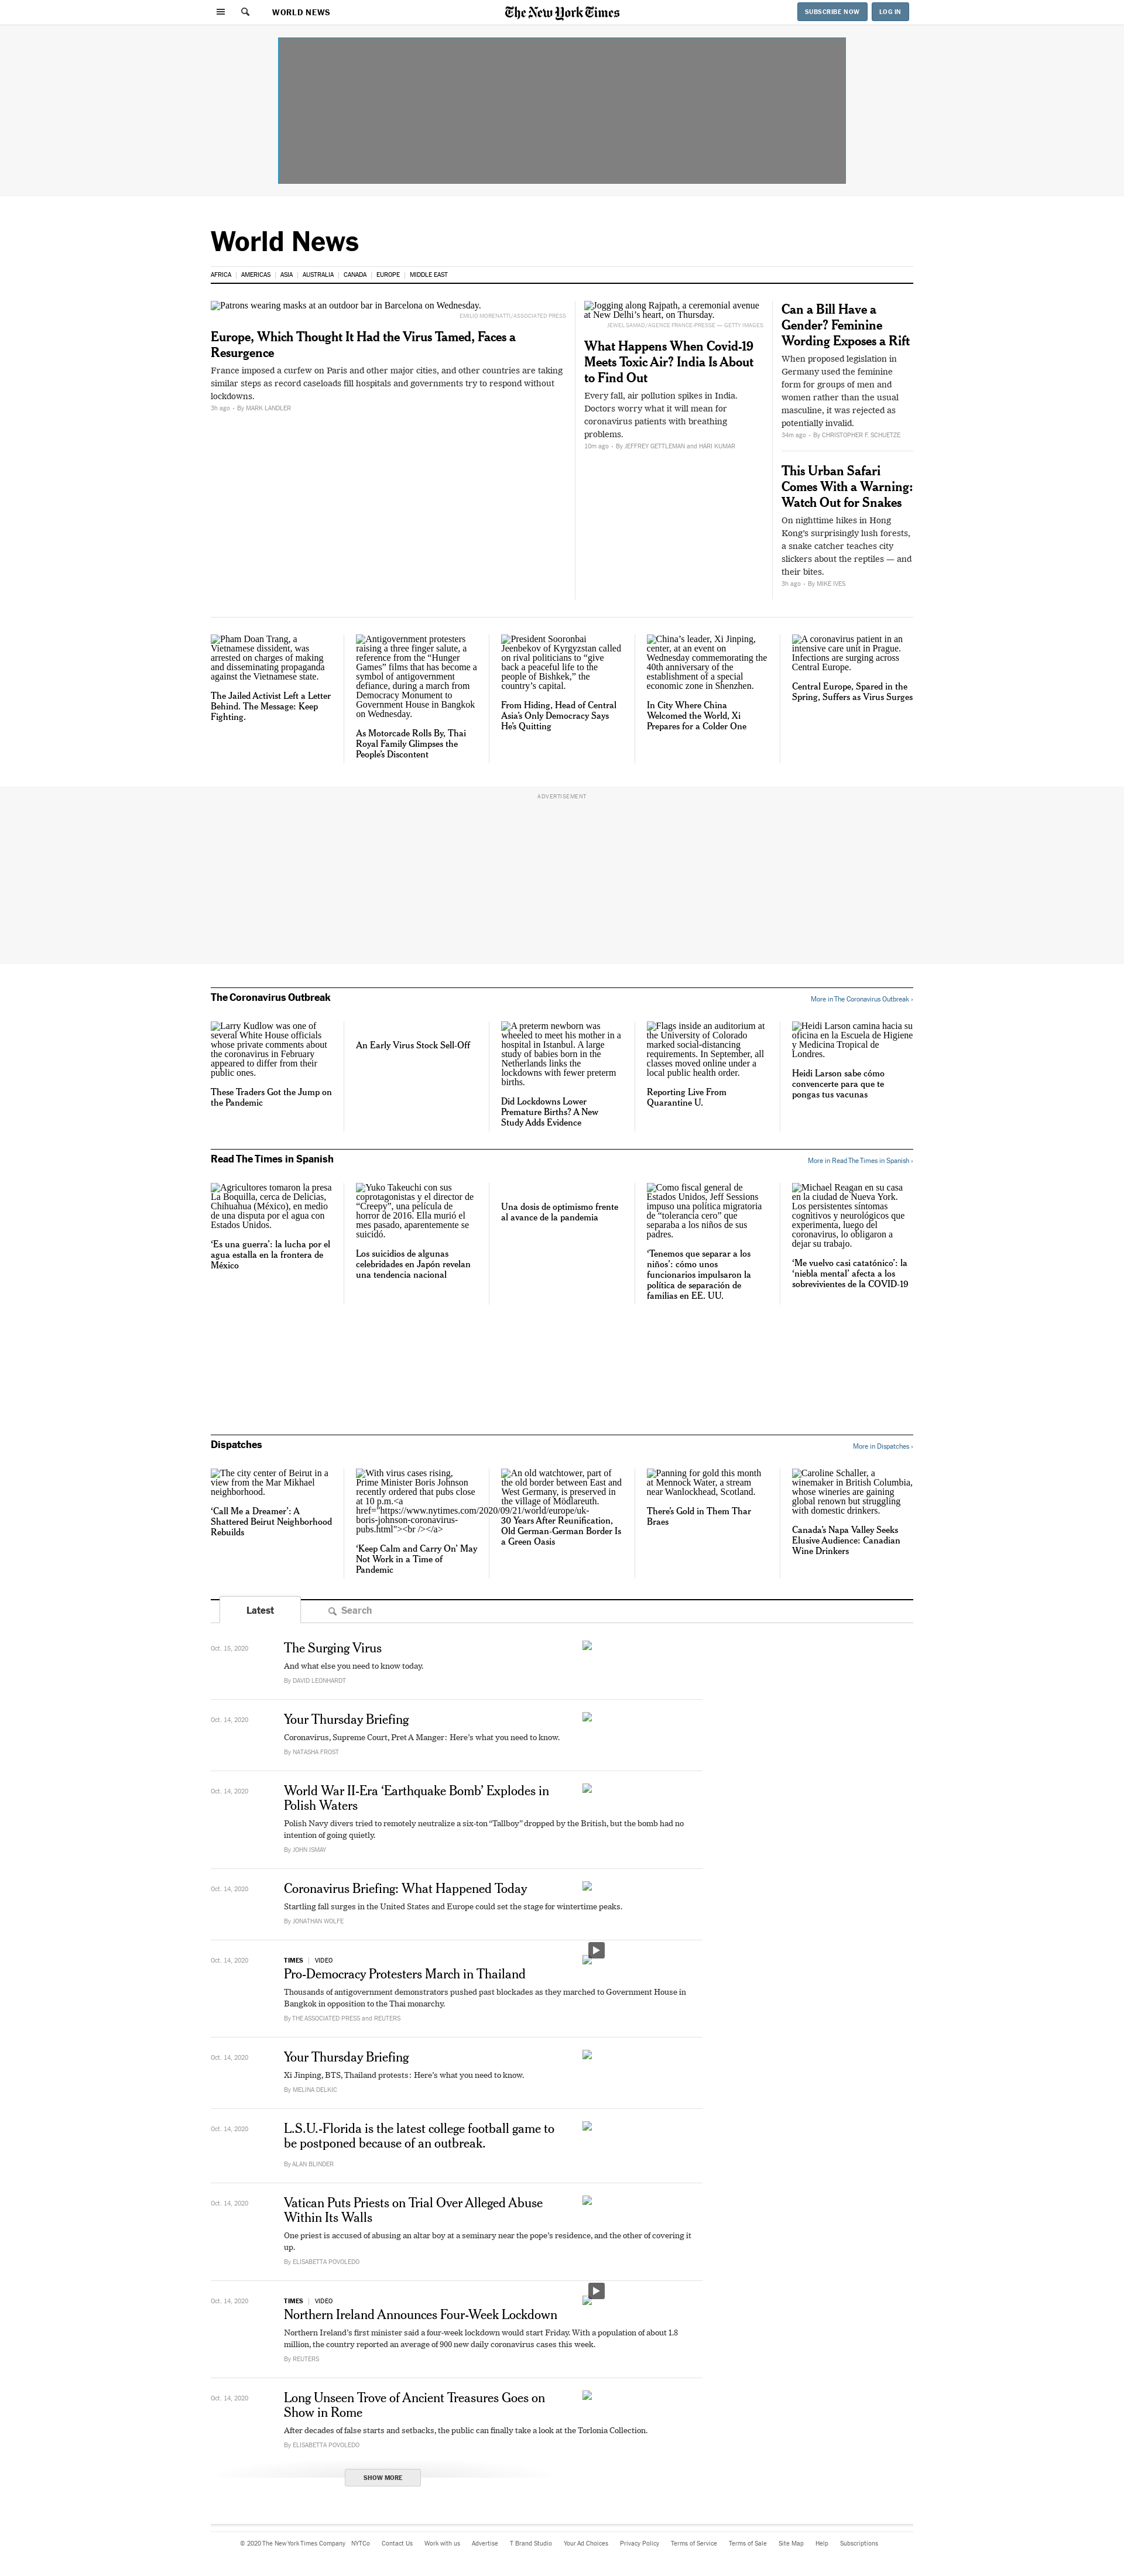 WORLD NEWS
The New York Times
SUBSCRIBE NOW
LOG IN
World News
AFRICA
AMERICAS
ASIA
AUSTRALIA
CANADA
EUROPE
MIDDLE EAST
Patrons wearing masks at an outdoor bar in Barcelona on Wednesday.
EMILIO MORENATTI/ASSOCIATED PRESS
Europe, Which Thought It Had the Virus Tamed, Faces a
Resurgence
France imposed a curfew on Paris and other major cities, and other countries are taking
similar steps as record caseloads fill hospitals and governments try to respond without
lockdowns.
3h ago - By MARK LANDLER
Jogging along Rajpath, a ceremonial avenue
at New Delhi’s heart, on Thursday.
JEWEL SAMAD/AGENCE FRANCE-PRESSE — GETTY IMAGES
What Happens When Covid-19
Meets Toxic Air? India Is About
to Find Out
Every fall, air pollution spikes in India.
Doctors worry what it will mean for
coronavirus patients with breathing
problems.
10m ago - By JEFFREY GETTLEMAN and HARI KUMAR
Can a Bill Have a
Gender? Feminine
Wording Exposes a Rift
When proposed legislation in
Germany used the feminine
form for groups of men and
women rather than the usual
masculine, it was rejected as
potentially invalid.
34m ago - By CHRISTOPHER F. SCHUETZE
This Urban Safari
Comes With a Warning:
Watch Out for Snakes
On nighttime hikes in Hong
Kong’s surprisingly lush forests,
a snake catcher teaches city
slickers about the reptiles — and
their bites.
3h ago - By MIKE IVES
Pham Doan Trang, a
Vietnamese dissident, was
arrested on charges of making
and disseminating propaganda
against the Vietnamese state.
The Jailed Activist Left a Letter
Behind. The Message: Keep
Fighting.
Antigovernment protesters
raising a three finger salute, a
reference from the “Hunger
Games” films that has become a
symbol of antigovernment
defiance, during a march from
Democracy Monument to
Government House in Bangkok
on Wednesday.
As Motorcade Rolls By, Thai
Royal Family Glimpses the
People’s Discontent
President Sooronbai
Jeenbekov of Kyrgyzstan called
on rival politicians to “give
back a peaceful life to the
people of Bishkek,” the
country’s capital.
From Hiding, Head of Central
Asia’s Only Democracy Says
He’s Quitting
China’s leader, Xi Jinping,
center, at an event on
Wednesday commemorating the
40th anniversary of the
establishment of a special
economic zone in Shenzhen.
In City Where China
Welcomed the World, Xi
Prepares for a Colder One
A coronavirus patient in an
intensive care unit in Prague.
Infections are surging across
Central Europe.
Central Europe, Spared in the
Spring, Suffers as Virus Surges
ADVERTISEMENT
The Coronavirus Outbreak
More in The Coronavirus Outbreak ›
Larry Kudlow was one of
several White House officials
whose private comments about
the coronavirus in February
appeared to differ from their
public ones.
These Traders Got the Jump on
the Pandemic
An Early Virus Stock Sell-Off
A preterm newborn was
wheeled to meet his mother in a
hospital in Istanbul. A large
study of babies born in the
Netherlands links the
lockdowns with fewer preterm
births.
Did Lockdowns Lower
Premature Births? A New
Study Adds Evidence
Flags inside an auditorium at
the University of Colorado
marked social-distancing
requirements. In September, all
classes moved online under a
local public health order.
Reporting Live From
Quarantine U.
Heidi Larson camina hacia su
oficina en la Escuela de Higiene
y Medicina Tropical de
Londres.
Heidi Larson sabe cómo
convencerte para que te
pongas tus vacunas
Read The Times in Spanish
More in Read The Times in Spanish ›
Agricultores tomaron la presa
La Boquilla, cerca de Delicias,
Chihuahua (México), en medio
de una disputa por el agua con
Estados Unidos.
‘Es una guerra’: la lucha por el
agua estalla en la frontera de
México
Yuko Takeuchi con sus
coprotagonistas y el director de
“Creepy”, una película de
horror de 2016. Ella murió el
mes pasado, aparentemente se
suicidó.
Los suicidios de algunas
celebridades en Japón revelan
una tendencia nacional
Una dosis de optimismo frente
al avance de la pandemia
Como fiscal general de
Estados Unidos, Jeff Sessions
impuso una política migratoria
de “tolerancia cero” que
separaba a los niños de sus
padres.
‘Tenemos que separar a los
niños’: cómo unos
funcionarios impulsaron la
política de separación de
familias en EE. UU.
Michael Reagan en su casa
en la ciudad de Nueva York.
Los persistentes síntomas
cognitivos y neurológicos que
experimenta, luego del
coronavirus, lo obligaron a
dejar su trabajo.
‘Me vuelvo casi catatónico’: la
‘niebla mental’ afecta a los
sobrevivientes de la COVID-19
Dispatches
More in Dispatches ›
The city center of Beirut in a
view from the Mar Mikhael
neighborhood.
‘Call Me a Dreamer’: A
Shattered Beirut Neighborhood
Rebuilds
With virus cases rising,
Prime Minister Boris Johnson
recently ordered that pubs close
at 10 p.m.<a
href="https://www.nytimes.com/2020/09/21/world/europe/uk-
boris-johnson-coronavirus-
pubs.html"><br /></a>
‘Keep Calm and Carry On’ May
Not Work in a Time of
Pandemic
An old watchtower, part of
the old border between East and
West Germany, is preserved in
the village of Mödlareuth.
30 Years After Reunification,
Old German-German Border Is
a Green Oasis
Panning for gold this month
at Mennock Water, a stream
near Wanlockhead, Scotland.
There’s Gold in Them Thar
Braes
Caroline Schaller, a
winemaker in British Columbia,
whose wineries are gaining
global renown but struggling
with domestic drinkers.
Canada’s Napa Valley Seeks
Elusive Audience: Canadian
Wine Drinkers
Latest
Search
Oct. 15, 2020
The Surging Virus
And what else you need to know today.
By DAVID LEONHARDT
Oct. 14, 2020
Your Thursday Briefing
Coronavirus, Supreme Court, Pret A Manger: Here’s what you need to know.
By NATASHA FROST
Oct. 14, 2020
World War II-Era ‘Earthquake Bomb’ Explodes in
Polish Waters
Polish Navy divers tried to remotely neutralize a six-ton “Tallboy” dropped by the British, but the bomb had no
intention of going quietly.
By JOHN ISMAY
Oct. 14, 2020
Coronavirus Briefing: What Happened Today
Startling fall surges in the United States and Europe could set the stage for wintertime peaks.
By JONATHAN WOLFE
Oct. 14, 2020
TIMES | VIDEO
Pro-Democracy Protesters March in Thailand
Thousands of antigovernment demonstrators pushed past blockades as they marched to Government House in
Bangkok in opposition to the Thai monarchy.
By THE ASSOCIATED PRESS and REUTERS
Oct. 14, 2020
Your Thursday Briefing
Xi Jinping, BTS, Thailand protests: Here’s what you need to know.
By MELINA DELKIC
Oct. 14, 2020
L.S.U.-Florida is the latest college football game to
be postponed because of an outbreak.
By ALAN BLINDER
Oct. 14, 2020
Vatican Puts Priests on Trial Over Alleged Abuse
Within Its Walls
One priest is accused of abusing an altar boy at a seminary near the pope’s residence, and the other of covering it
up.
By ELISABETTA POVOLEDO
Oct. 14, 2020
TIMES | VIDEO
Northern Ireland Announces Four-Week Lockdown
Northern Ireland’s first minister said a four-week lockdown would start Friday. With a population of about 1.8
million, the country reported an average of 900 new daily coronavirus cases this week.
By REUTERS
Oct. 14, 2020
Long Unseen Trove of Ancient Treasures Goes on
Show in Rome
After decades of false starts and setbacks, the public can finally take a look at the Torlonia Collection.
By ELISABETTA POVOLEDO
SHOW MORE
© 2020 The New York Times Company NYTCo Contact Us Work with us Advertise T Brand Studio Your Ad Choices Privacy Policy Terms of Service Terms of Sale Site Map Help Subscriptions